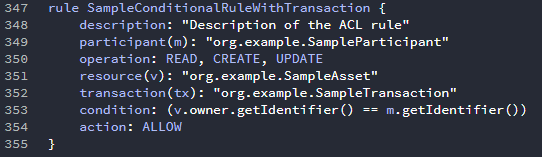 347 rule SampleConditionalRuleWithTransaction {
348     description: "Description of the ACL rule"
349     participant(m): "org.example.SampleParticipant"
350     operation: READ, CREATE, UPDATE
351     resource(v): "org.example.SampleAsset"
352     transaction(tx): "org.example.SampleTransaction"
353     condition: (v.owner.getIdentifier() == m.getIdentifier())
354     action: ALLOW
355 }